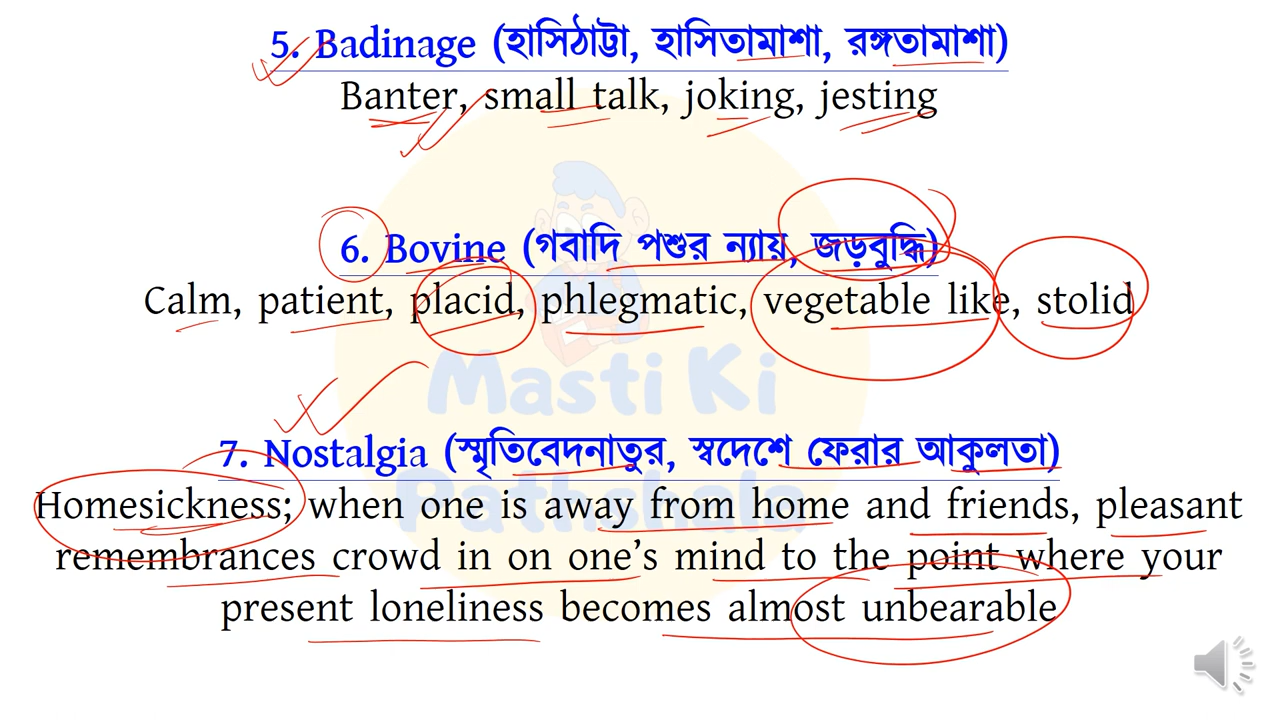 5. Badinage (হাসিঠাট্টা, হাসিতামাশা, রঙ্গতামাশা)
Banter, small talk, joking, jesting
6. Bovine (গবাদি পশুর ন্যায়, জড়বুদ্ধি)
Calm, patient, placid, phlegmatic, vegetable like, stolid
Masti Ki
7. Nostalgia (স্মৃতিবেদনাতুর, স্বদেশে ফেরার আকুলতা)
Pathshala
Homesickness; when one is away from home and friends, pleasant
remembrances crowd in on one's mind to the point where your
present loneliness becomes almost unbearable